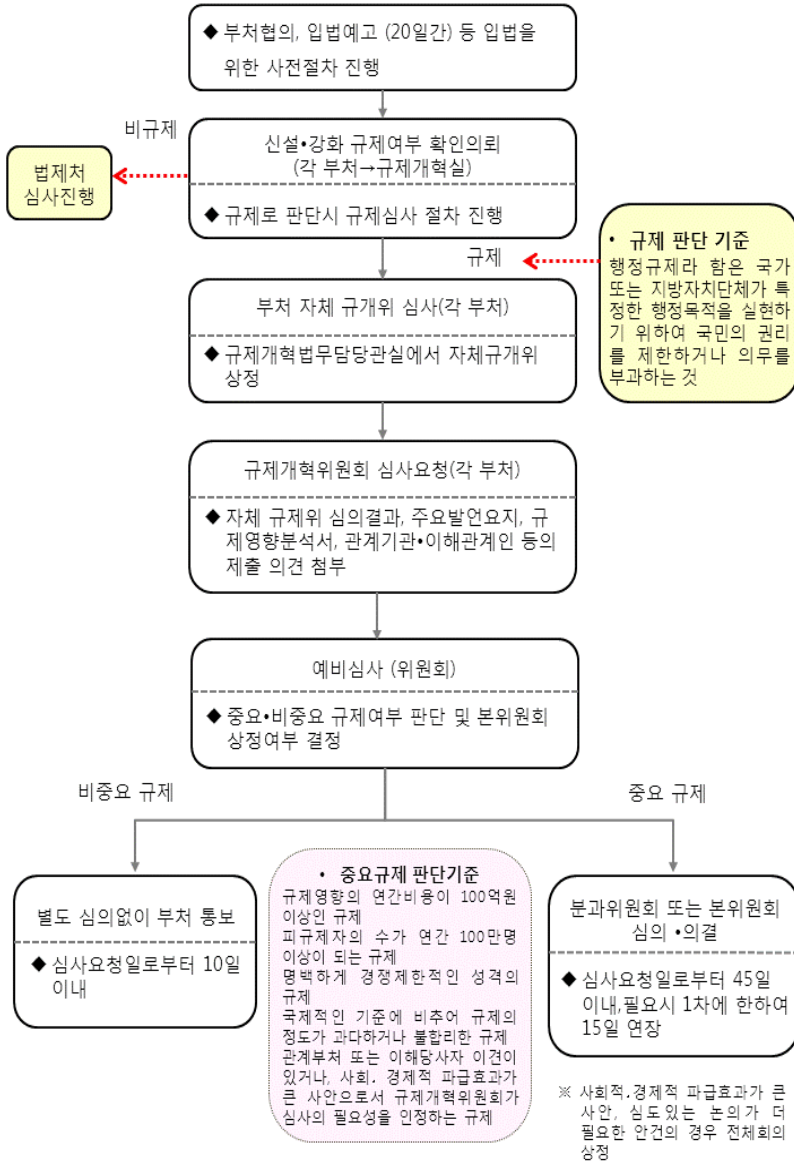 ◆ 부처협의, 입법예고 (20일간) 등 입법을
위한 사전절차 진행
비규제
법제처
심사진행
신설•강화 규제여부 확인의뢰
(각 부처→규제개혁실)
◆ 규제로 판단시 규제심사 절차 진행
규제
• 규제 판단 기준
행정규제라 함은 국가
또는 지방자치단체가 특
정한 행정목적을 실현하
기 위하여 국민의 권리
를 제한하거나 의무를
부과하는 것
부처 자체 규개위 심사(각 부처)
◆ 규제개혁법무담당관실에서 자체규개위
상정
규제개혁위원회 심사요청(각 부처)
◆ 자체 규제위 심의결과, 주요발언요지, 규
제영향분석서, 관계기관•이해관계인 등의
제출 의견 첨부
예비심사 (위원회)
◆ 중요•비중요 규제여부 판단 및 본위원회
상정여부 결정
비중요 규제
중요 규제
별도 심의없이 부처 통보
◆ 심사요청일로부터 10일
이내
• 중요규제 판단기준
규제영향의 연간비용이 100억원
이상인 규제
피규제자의 수가 연간 100만명
이상이 되는 규제
명백하게 경쟁제한적인 성격의
규제
국제적인 기준에 비추어 규제의
정도가 과다하거나 불합리한 규제
관계부처 또는 이해당사자 이견이
있거나, 사회. 경제적 파급효과가
큰 사안으로서 규제개혁위원회가
심사의 필요성을 인정하는 규제
분과위원회 또는 본위원회
심의 •의결
◆ 심사요청일로부터 45일
이내,필요시 1차에 한하여
15일 연장
※ 사회적.경제적 파급효과가 큰
사안, 심도있는 논의가 더
필요한 안건의 경우 전체회의
상정